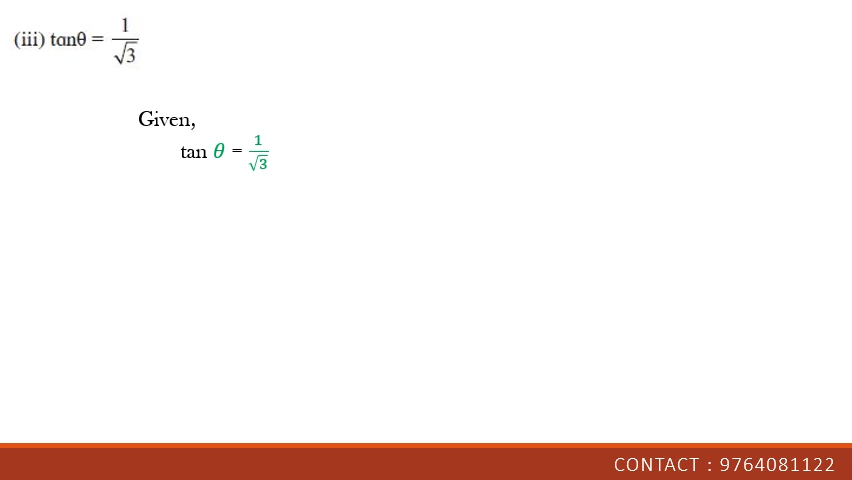 (iii) tanθ = 1/√3
Given,
tan θ = 1/√3
CONTACT : 9764081122